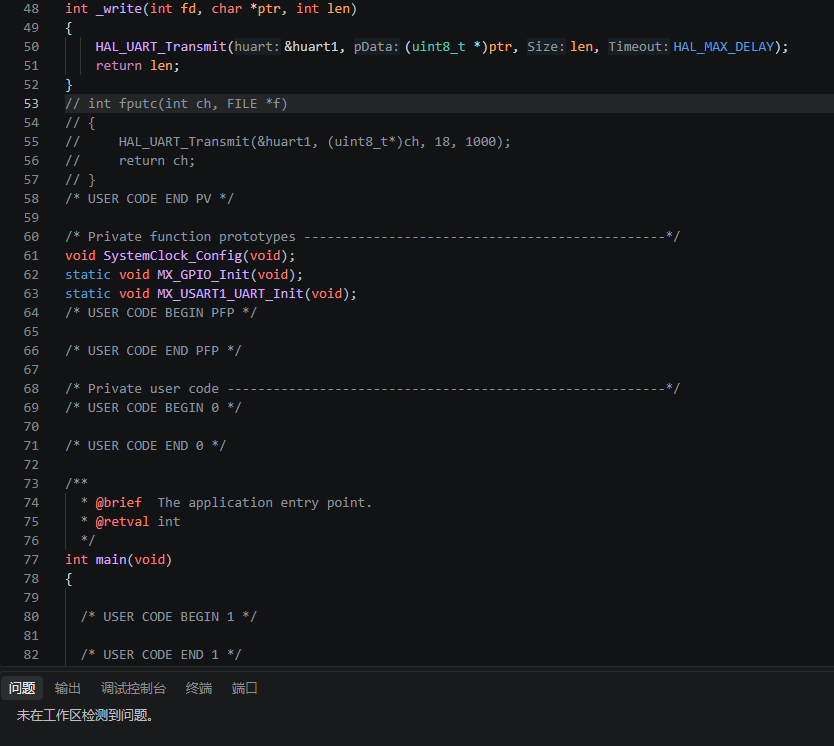 48 int _write(int fd, char *ptr, int len)
49 {
50     HAL_UART_Transmit(huart: &huart1, pData: (uint8_t *)ptr, Size: len, Timeout: HAL_MAX_DELAY);
51     return len;
52 }
53 // int fputc(int ch, FILE *f)
54 // {
55 //     HAL_UART_Transmit(&huart1, (uint8_t*)ch, 18, 1000);
56 //     return ch;
57 // }
58 /* USER CODE END PV */
59
60 /* Private function prototypes -----------------------------------------------*/
61 void SystemClock_Config(void);
62 static void MX_GPIO_Init(void);
63 static void MX_USART1_UART_Init(void);
64 /* USER CODE BEGIN PFP */
65
66 /* USER CODE END PFP */
67
68 /* Private user code ---------------------------------------------------------*/
69 /* USER CODE BEGIN 0 */
70
71 /* USER CODE END 0 */
72
73 /**
74   * @brief  The application entry point.
75   * @retval int
76   */
77 int main(void)
78 {
79
80   /* USER CODE BEGIN 1 */
81
82   /* USER CODE END 1 */
问题 输出 调试控制台 终端 端口
未在工作区检测到问题。